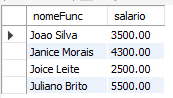 nomeFunc salario
Joao Silva 3500.00
Janice Morais 4300.00
Joice Leite 2500.00
Juliano Brito 5500.00